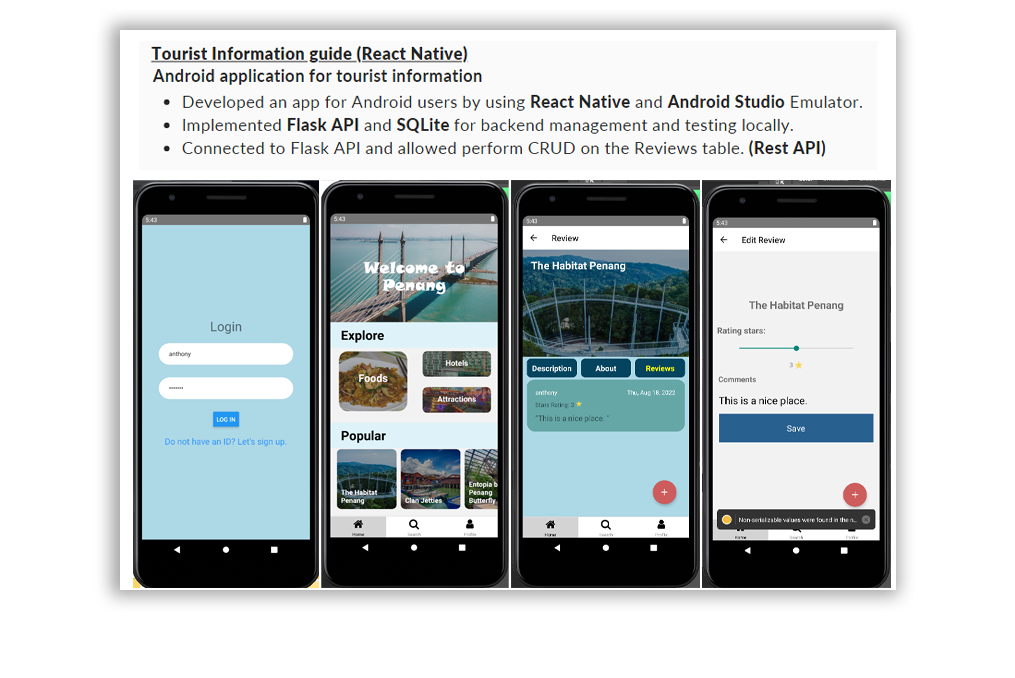 Tourist Information guide (React Native)
Android application for tourist information
Developed an app for Android users by using React Native and Android Studio Emulator.
Implemented Flask API and SQLite for backend management and testing locally.
Connected to Flask API and allowed perform CRUD on the Reviews table. (Rest API)
5:43
Login
anthony
LOG IN
Do not have an ID? Let's sign up.
5:43
Welcome to
Penang
Explore
Foods
Hotels
Attractions
Popular
The Habitat
Penang
Clan Jetties
Entopia b
Penang
Butterfly
Home
Search
Profile
5:43
Review
The Habitat Penang
Description
About
Reviews
anthony
Thu, Aug 18, 2022
Stars Rating: 3
"This is a nice place. "
Home
Search
Profile
5:43
Edit Review
The Habitat Penang
Rating stars:
3
Comments
This is a nice place.
Save
Non-serializable values were found in the n...
Home
Search
Profile